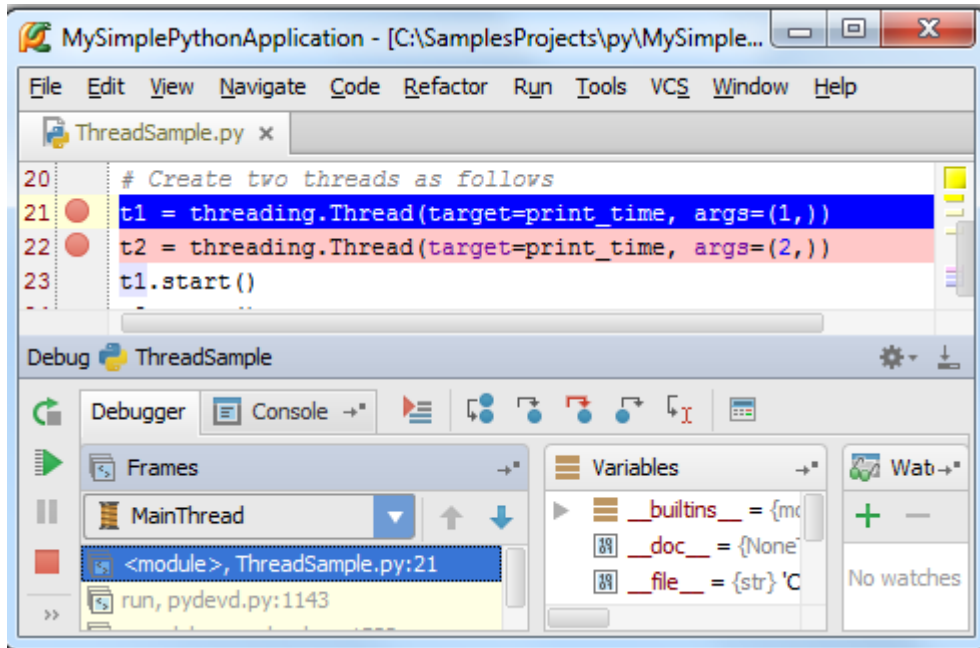 MySimplePythonApplication - [C:\SamplesProjects\py\MySimple...
File Edit View Navigate Code Refactor Run Tools VCS Window Help
ThreadSample.py
20 # Create two threads as follows
21 t1 = threading.Thread(target=print_time, args=(1,))
22 t2 = threading.Thread(target=print_time, args=(2,))
23 t1.start()
Debug ThreadSample
Debugger Console
Frames Variables Wat
MainThread
__builtins__ = {mo
<module>, ThreadSample.py:21
__doc__ = {None
run, pydevd.py:1143
__file__ = {str} 'C
No watches